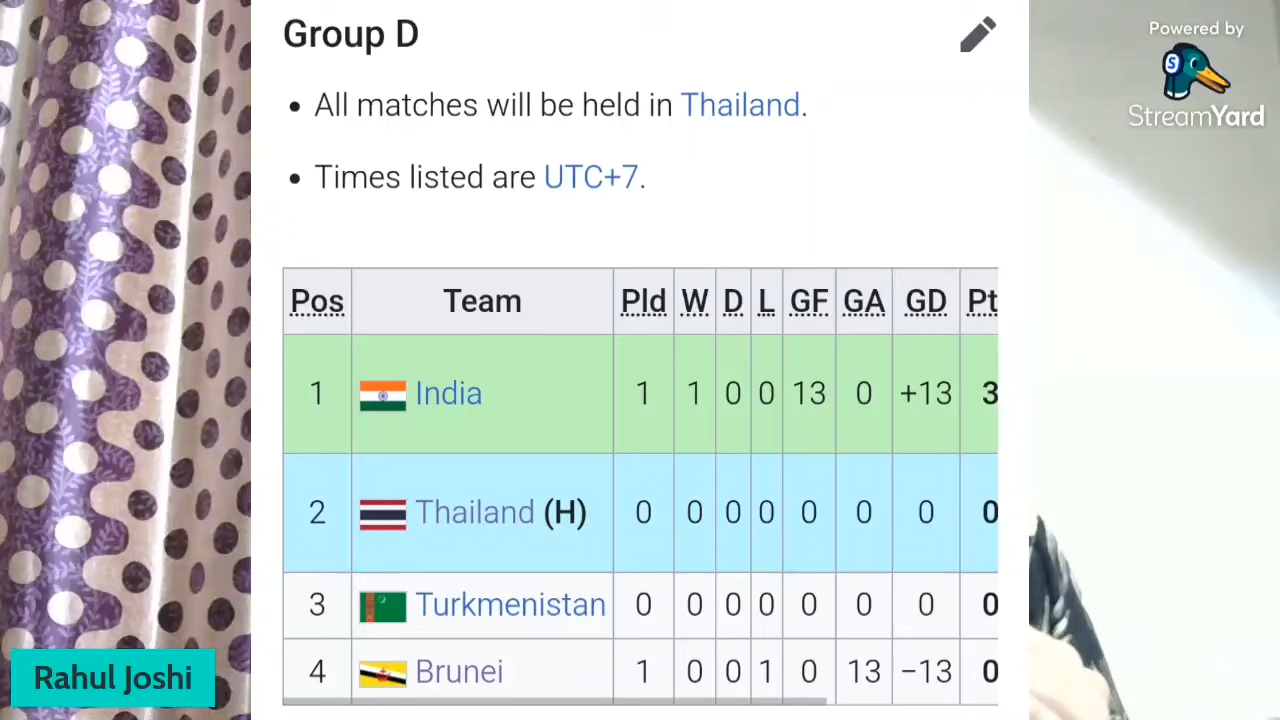 Group D
• All matches will be held in Thailand.
• Times listed are UTC+7.
Pos Team Pld W D L GF GA GD Pt
1 India 1 1 0 0 13 0 +13 3
2 Thailand (H) 0 0 0 0 0 0 0 0
3 Turkmenistan 0 0 0 0 0 0 0 0
4 Brunei 1 0 0 1 0 13 −13 0
Rahul Joshi
Powered by
S
StreamYard